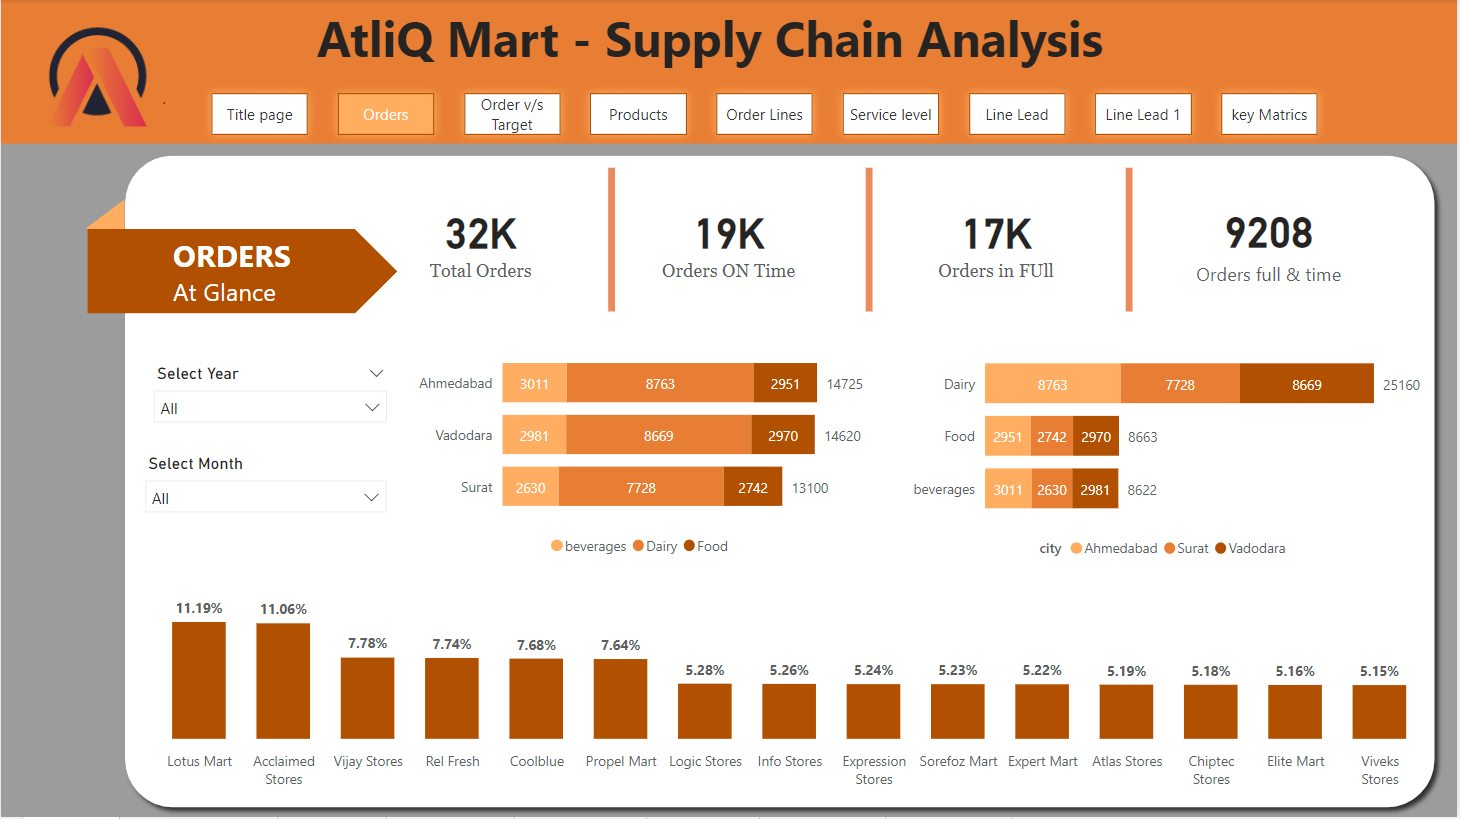 AtliQ Mart - Supply Chain Analysis
Title page
Orders
Order v/s
Target
Products
Order Lines
Service level
Line Lead
Line Lead 1
key Matrics
ORDERS
At Glance
32K
Total Orders
19K
Orders ON Time
17K
Orders in FUll
9208
Orders full & time
Select Year
All
Select Month
All
Ahmedabad 3011 8763 2951 14725
Vadodara 2981 8669 2970 14620
Surat 2630 7728 2742 13100
beverages Dairy Food
Dairy 8763 7728 8669 25160
Food 2951 2742 2970 8663
beverages 3011 2630 2981 8622
city Ahmedabad Surat Vadodara
11.19% 11.06% 7.78% 7.74% 7.68% 7.64% 5.28% 5.26% 5.24% 5.23% 5.22% 5.19% 5.18% 5.16% 5.15%
Lotus Mart
Acclaimed
Stores
Vijay Stores
Rel Fresh
Coolblue
Propel Mart
Logic Stores
Info Stores
Expression
Stores
Sorefoz Mart
Expert Mart
Atlas Stores
Chiptec
Stores
Elite Mart
Viveks
Stores